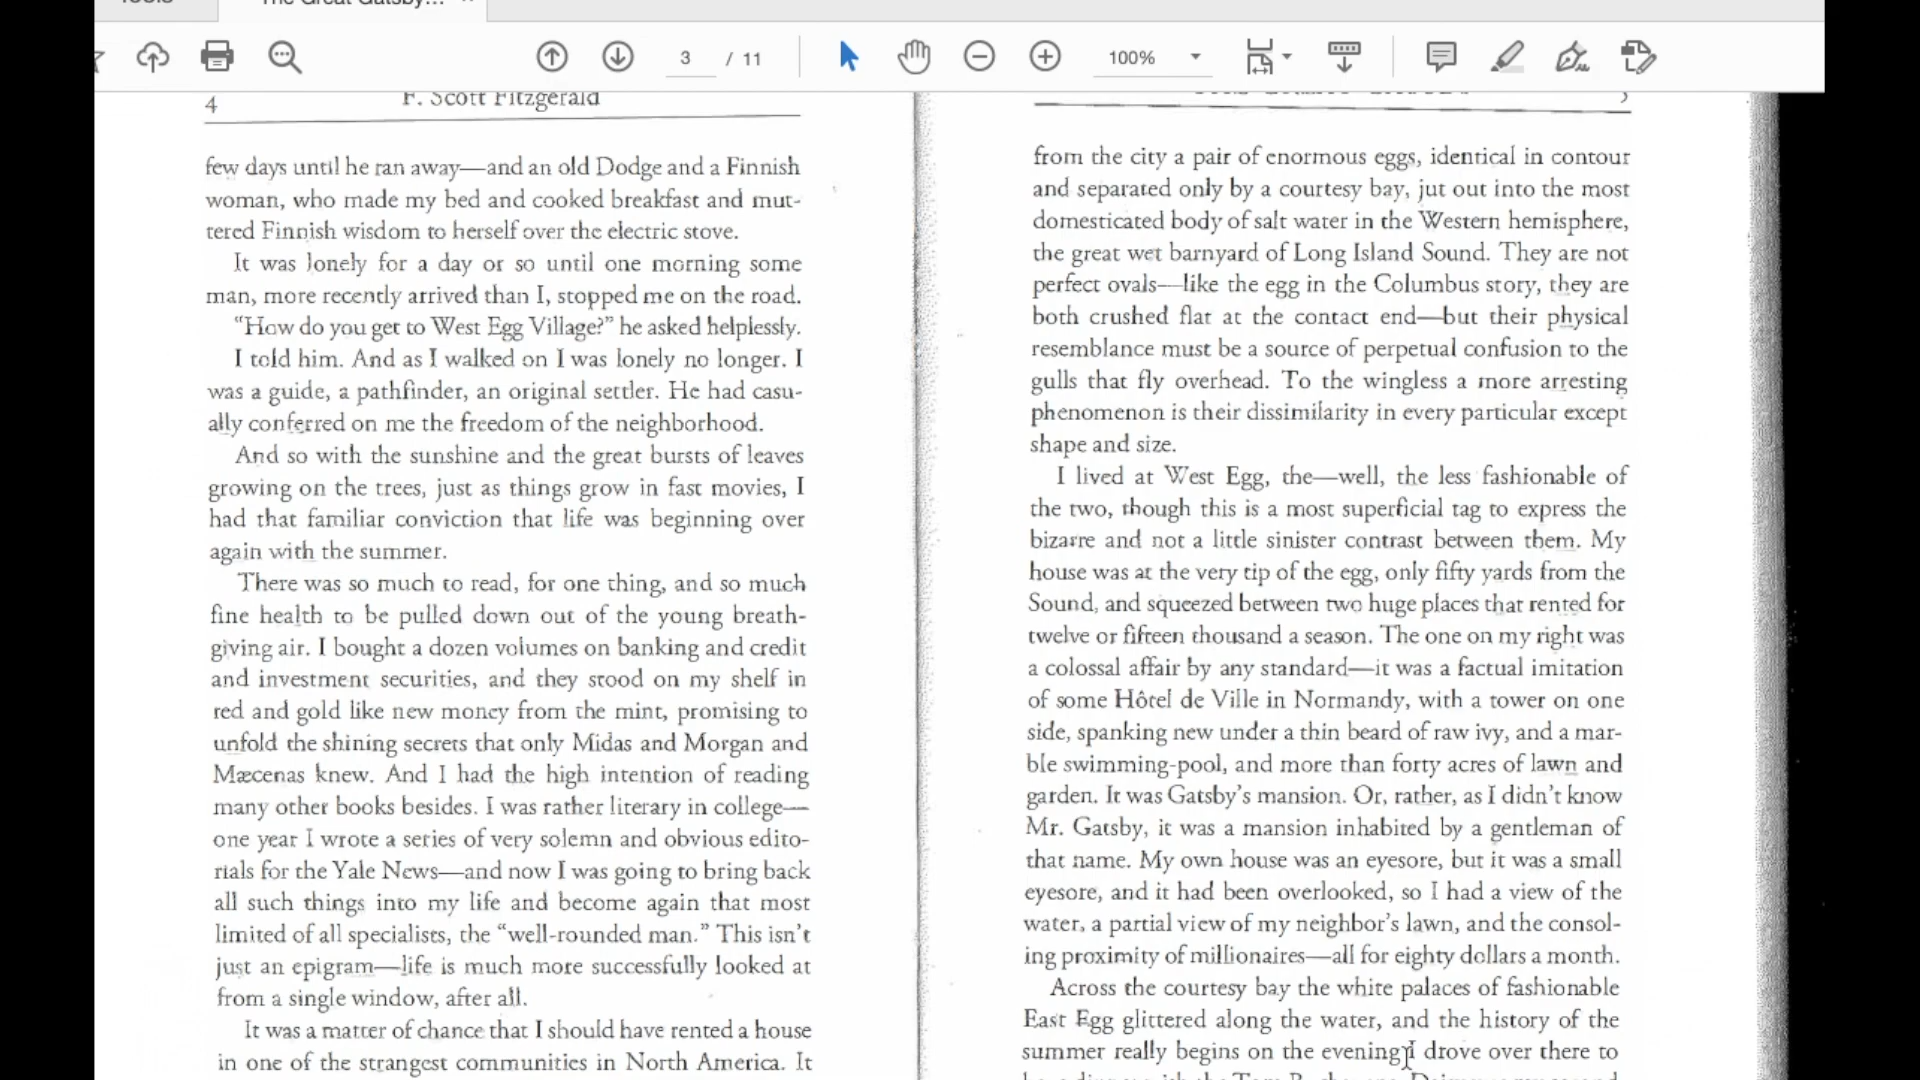 The Great Gatsby...
3 / 11
100%
4
F. Scott Fitzgerald
few days until he ran away—and an old Dodge and a Finnish
woman, who made my bed and cooked breakfast and mut-
tered Finnish wisdom to herself over the electric stove.
It was lonely for a day or so until one morning some
man, more recently arrived than I, stopped me on the road.
"How do you get to West Egg Village?" he asked helplessly.
I told him. And as I walked on I was lonely no longer. I
was a guide, a pathfinder, an original settler. He had casu-
ally conferred on me the freedom of the neighborhood.
And so with the sunshine and the great bursts of leaves
growing on the trees, just as things grow in fast movies, I
had that familiar conviction that life was beginning over
again with the summer.
There was so much to read, for one thing, and so much
fine health to be pulled down out of the young breath-
giving air. I bought a dozen volumes on banking and credit
and investment securities, and they stood on my shelf in
red and gold like new money from the mint, promising to
unfold the shining secrets that only Midas and Morgan and
Mæcenas knew. And I had the high intention of reading
many other books besides. I was rather literary in college—
one year I wrote a series of very solemn and obvious edito-
rials for the Yale News—and now I was going to bring back
all such things into my life and become again that most
limited of all specialists, the "well-rounded man." This isn't
just an epigram—life is much more successfully looked at
from a single window, after all.
It was a matter of chance that I should have rented a house
in one of the strangest communities in North America. It
from the city a pair of enormous eggs, identical in contour
and separated only by a courtesy bay, jut out into the most
domesticated body of salt water in the Western hemisphere,
the great wet barnyard of Long Island Sound. They are not
perfect ovals—like the egg in the Columbus story, they are
both crushed flat at the contact end—but their physical
resemblance must be a source of perpetual confusion to the
gulls that fly overhead. To the wingless a more arresting
phenomenon is their dissimilarity in every particular except
shape and size.
I lived at West Egg, the—well, the less fashionable of
the two, though this is a most superficial tag to express the
bizarre and not a little sinister contrast between them. My
house was at the very tip of the egg, only fifty yards from the
Sound, and squeezed between two huge places that rented for
twelve or fifteen thousand a season. The one on my right was
a colossal affair by any standard—it was a factual imitation
of some Hôtel de Ville in Normandy, with a tower on one
side, spanking new under a thin beard of raw ivy, and a mar-
ble swimming-pool, and more than forty acres of lawn and
garden. It was Gatsby's mansion. Or, rather, as I didn't know
Mr. Gatsby, it was a mansion inhabited by a gentleman of
that name. My own house was an eyesore, but it was a small
eyesore, and it had been overlooked, so I had a view of the
water, a partial view of my neighbor's lawn, and the consol-
ing proximity of millionaires—all for eighty dollars a month.
Across the courtesy bay the white palaces of fashionable
East Egg glittered along the water, and the history of the
summer really begins on the evening I drove over there to